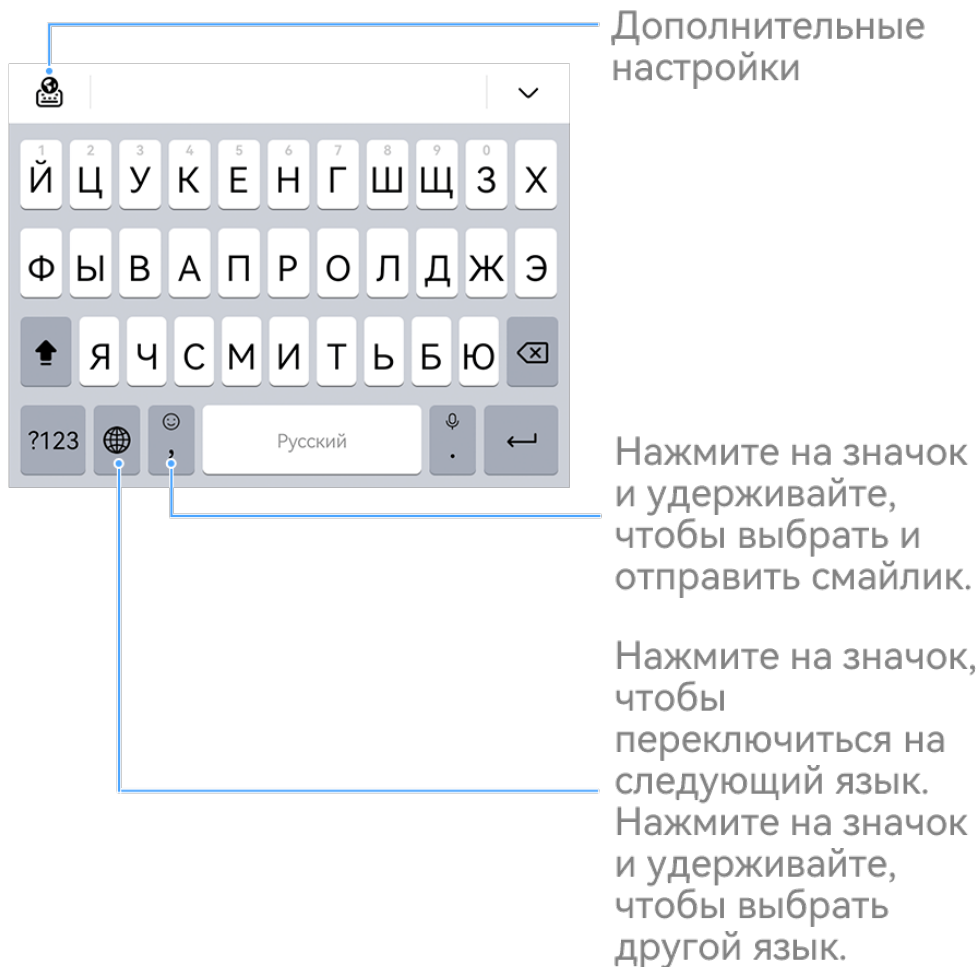 Дополнительные
настройки
1 2 3 4 5 6 7 8 9 0
Й Ц У К Е Н Г Ш Щ З Х
Ф Ы В А П Р О Л Д Ж Э
Я Ч С М И Т Ь Б Ю
?123 , Русский .
Нажмите на значок
и удерживайте,
чтобы выбрать и
отправить смайлик.
Нажмите на значок,
чтобы
переключиться на
следующий язык.
Нажмите на значок
и удерживайте,
чтобы выбрать
другой язык.